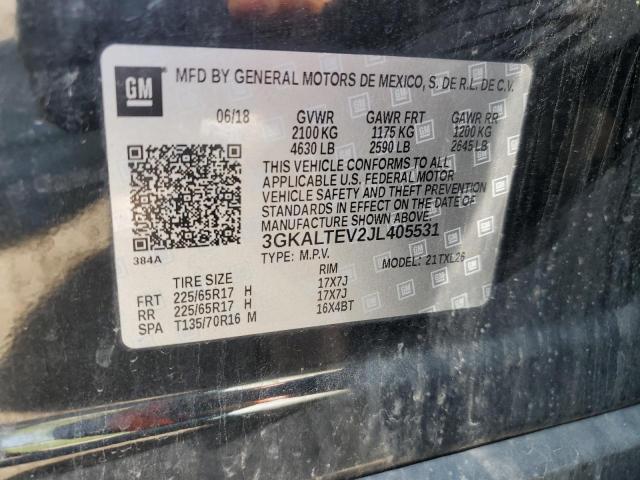 GM MFD BY GENERAL MOTORS DE MEXICO, S. DE R.L. DE C.V.
06/18 GVWR GAWR FRT GAWR RR
2100 KG 1175 KG 1200 KG
4630 LB 2590 LB 2645 LB
THIS VEHICLE CONFORMS TO ALL
APPLICABLE U.S. FEDERAL MOTOR
VEHICLE SAFETY AND THEFT PREVENTION
STANDARDS IN EFFECT ON THE DATE OF
MANUFACTURE SHOWN ABOVE.
3GKALTEV2JL405531
384A TYPE: M.P.V. MODEL: 21TXL26
TIRE SIZE RIM
FRT 225/65R17 H 17X7J
RR 225/65R17 H 17X7J
SPA T135/70R16 M 16X4BT